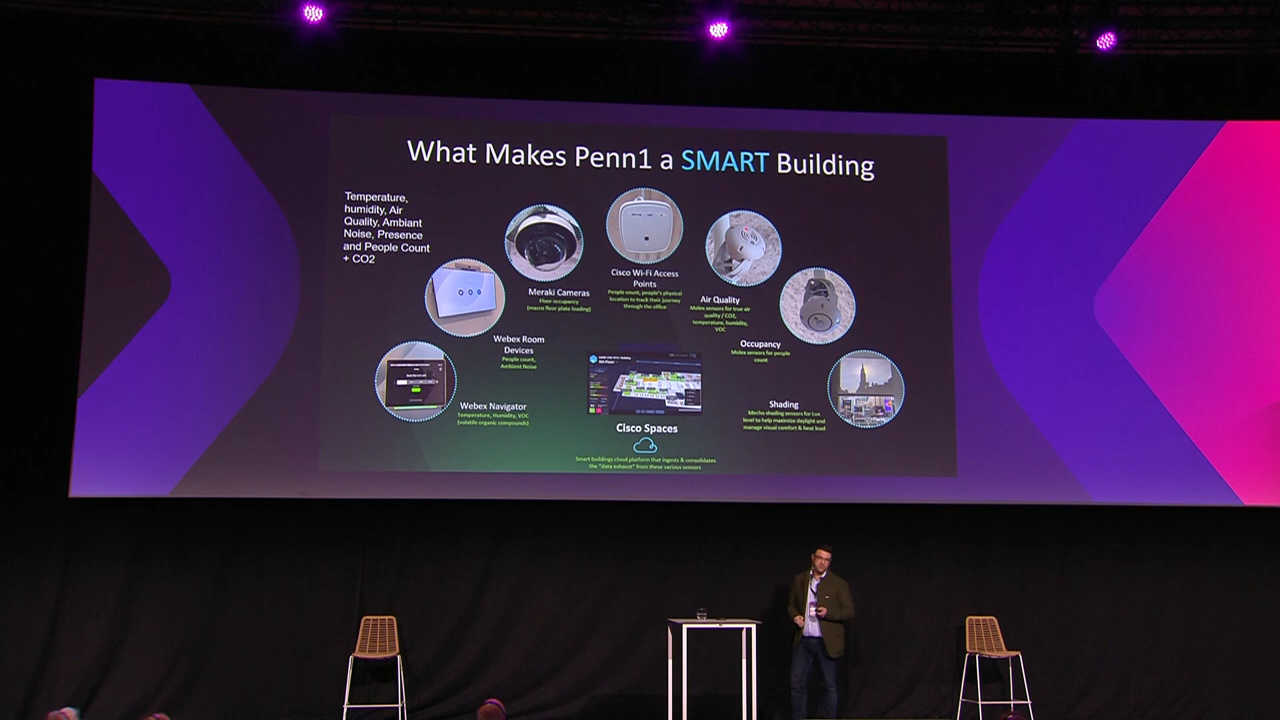 What Makes Penn1 a SMART Building
Temperature,
humidity, Air
Quality, Ambiant
Noise, Presence
and People Count
+ CO2
Webex Navigator
Temperature, Humidity, VOC
(volatile organic compounds)
Webex Room
Devices
People count,
Ambient Noise
Meraki Cameras
Floor occupancy
(macro floor plate loading)
Cisco Wi-Fi Access
Points
People count, people's physical
location to track their journey
through the office
Air Quality
Molex sensors for true air
quality / CO2,
temperature, humidity,
VOC
Occupancy
Molex sensors for people
count
Shading
Mecho shading sensors for Lux
level to help maximize daylight and
manage visual comfort & heat load
Cisco Spaces
Smart buildings cloud platform that ingests & consolidates
the "data exhaust" from these various sensors